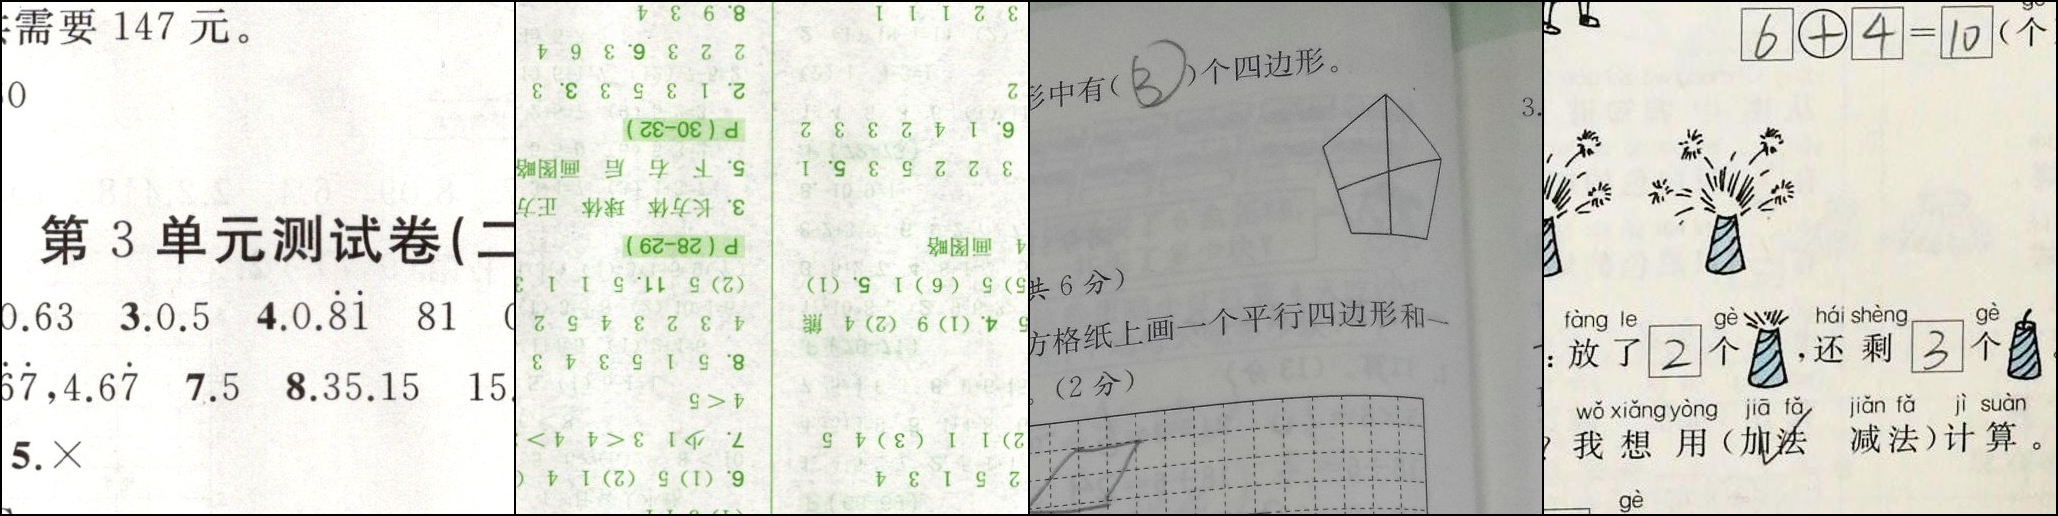 需要 147 元。
0
第 3 单元测试卷(二
0.63 3.0.5 4.0.8̇1̇ 81
6̇7̇,4.67̇ 7.5 8.35.15 15.
5.×
2 5 1 3 4
2)1 1 (3)4 5
5 4.(1)9 (2)4 熊
5)5 (6)1 5.(1)
4 画图略
3 2 2 5 3 5.1
6.1 4 2 3 3 2
2
3 2 1 1 1
6.(1)5 (2)1 4 (
7.少1 3<4 4>
4<5
8.5 5 1 5 3 4 3
4 3 2 3 4 5 2
(2)5 11.5 1 1 3
P(28-29)
3.长方体 球体 正方
5.下 右 后 画图略
P(30-32)
2.1 3 5 3 3.3
2 2 3 6.3 6 4
8.9 3 3 4
形中有(3)个四边形。
共 6 分)
方格纸上画一个平行四边形和一
。(2 分)
3.
6+4=10(个
fàng le gè hái shèng gè
:放了2个,还剩3个
wǒ xiǎng yòng jiā fǎ jiǎn fǎ jì suàn
?我想用(加法 减法)计算。
gè